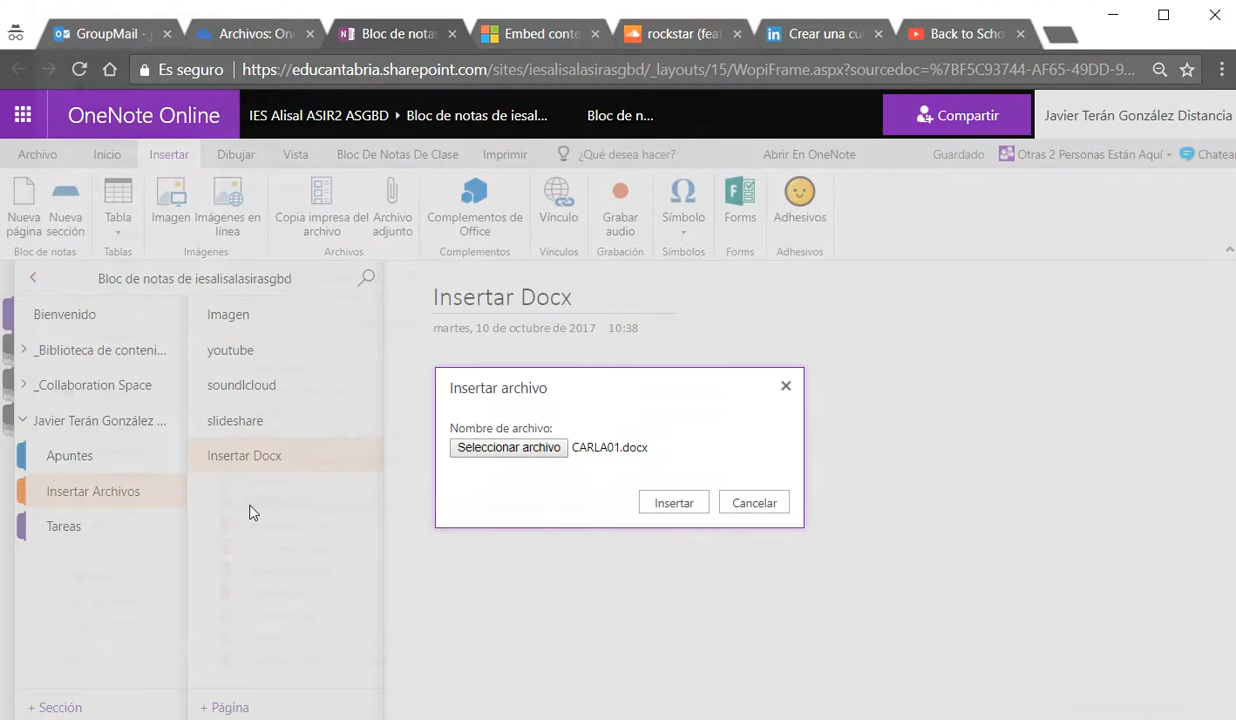 GroupMail - j
Archivos: One
Bloc de notas
Embed conte
rockstar (feat
Crear una cu
Back to Scho
Es seguro
https://educantabria.sharepoint.com/sites/iesalisalasirasgbd/_layouts/15/WopiFrame.aspx?sourcedoc=%7BF5C93744-AF65-49DD-9...
OneNote Online
IES Alisal ASIR2 ASGBD
Bloc de notas de iesal...
Bloc de n...
Compartir
Javier Terán González Distancia
Archivo
Inicio
Insertar
Dibujar
Vista
Bloc De Notas De Clase
Imprimir
¿Qué desea hacer?
Abrir En OneNote
Guardado
Otras 2 Personas Están Aquí
Chatear
Nueva página
Nueva sección
Tabla
Imagen
Imágenes en línea
Copia impresa del archivo
Archivo adjunto
Complementos de Office
Vínculo
Grabar audio
Símbolo
Forms
Adhesivos
Bloc de notas
Tablas
Imágenes
Archivos
Complementos
Vínculos
Grabación
Símbolos
Forms
Adhesivos
Bloc de notas de iesalisalasirasgbd
Bienvenido
_Biblioteca de conteni...
_Collaboration Space
Javier Terán González ...
Apuntes
Insertar Archivos
Tareas
+ Sección
Imagen
youtube
soundlcloud
slideshare
Insertar Docx
+ Página
Insertar Docx
martes, 10 de octubre de 2017 10:38
Insertar archivo
Nombre de archivo:
Seleccionar archivo CARLA01.docx
Insertar
Cancelar